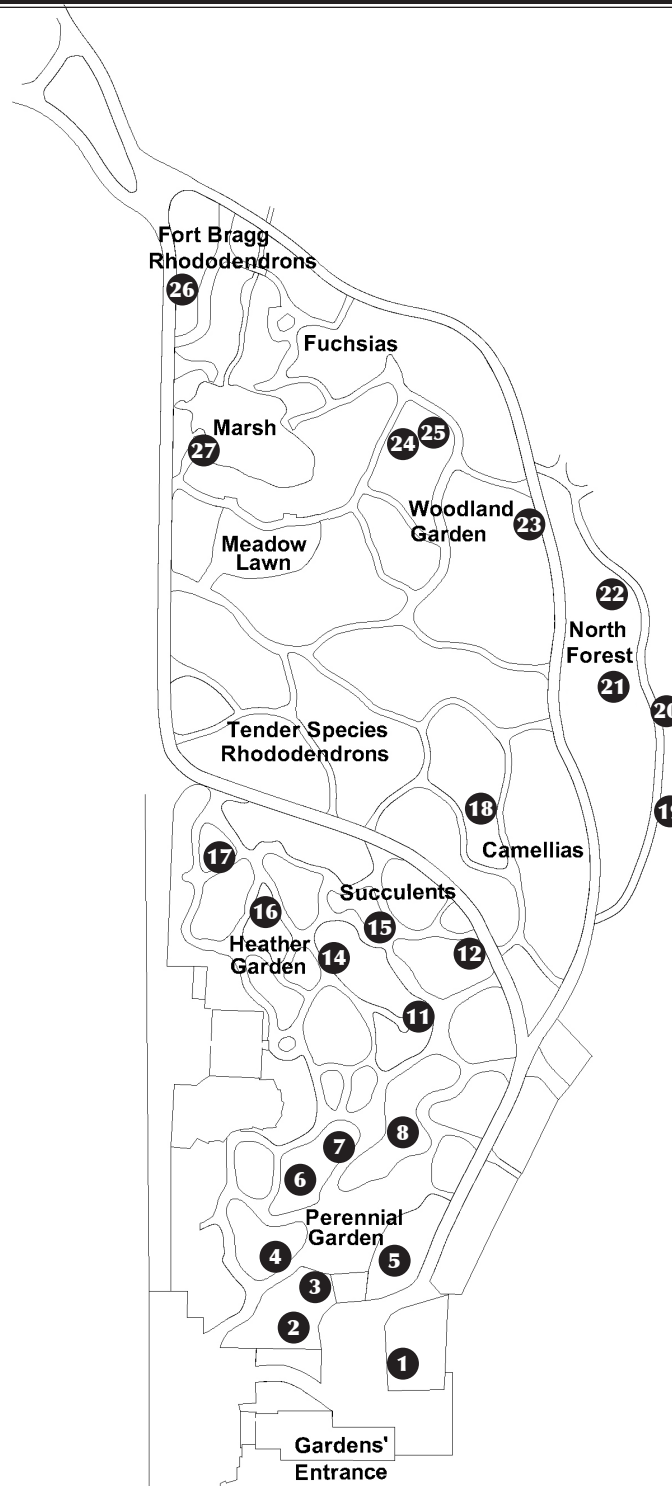 Fort Bragg
Rhododendrons
26
Fuchsias
Marsh
27
24
25
Woodland
Garden
23
Meadow
Lawn
22
North
Forest
21
20
Tender Species
Rhododendrons
18
19
Camellias
17
Succulents
16
15
Heather
Garden
14
12
11
8
7
6
Perennial
Garden
4
5
3
2
1
Gardens'
Entrance